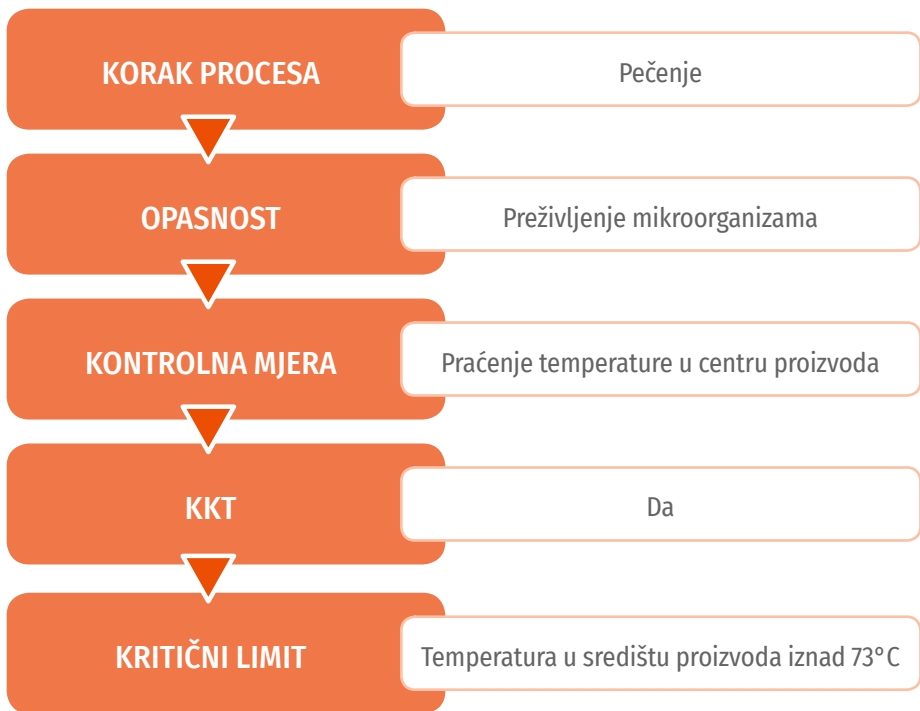 KORAK PROCESA
Pečenje
OPASNOST
Preživljenje mikroorganizama
KONTROLNA MJERA
Praćenje temperature u centru proizvoda
KKT
Da
KRITIČNI LIMIT
Temperatura u središtu proizvoda iznad 73°C